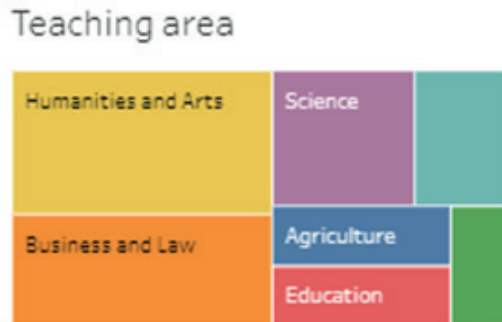 Teaching area
Humanities and Arts
Science
Business and Law
Agriculture
Education